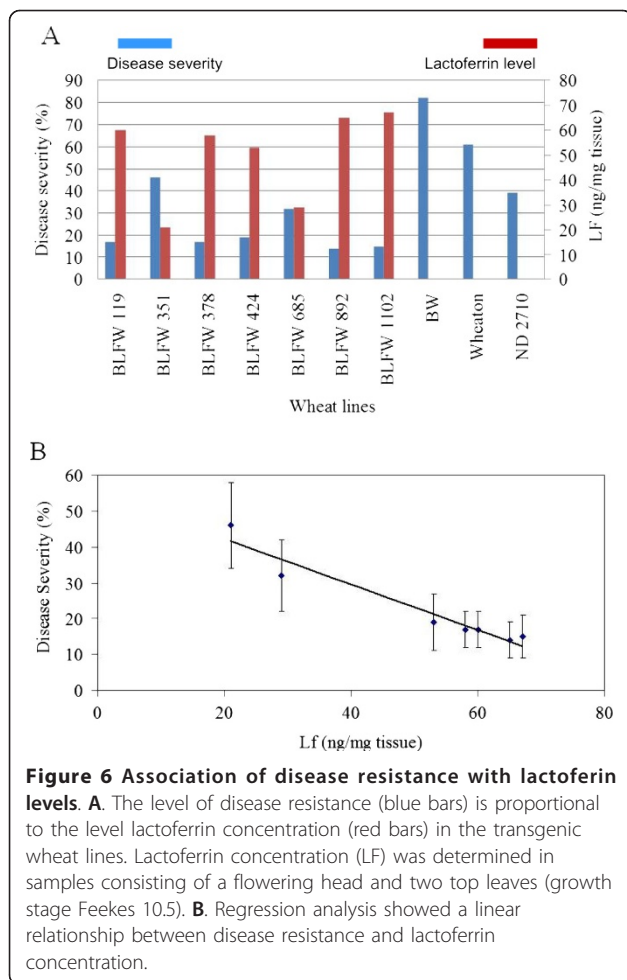 A
Disease severity
Lactoferrin level
Disease severity (%)
90
80
70
60
50
40
30
20
10
0
80
70
60
50
40
30
20
10
0
LF (ng/mg tissue)
BLFW 119
BLFW 351
BLFW 378
BLFW 424
BLFW 685
BLFW 892
BLFW 1102
BW
Wheaton
ND 2710
Wheat lines
B
Disease Severity (%)
60
50
40
30
20
10
0
0
20
40
60
80
Lf (ng/mg tissue)
Figure 6 Association of disease resistance with lactoferin
levels. A. The level of disease resistance (blue bars) is proportional
to the level lactoferrin concentration (red bars) in the transgenic
wheat lines. Lactoferrin concentration (LF) was determined in
samples consisting of a flowering head and two top leaves (growth
stage Feekes 10.5). B. Regression analysis showed a linear
relationship between disease resistance and lactoferrin
concentration.